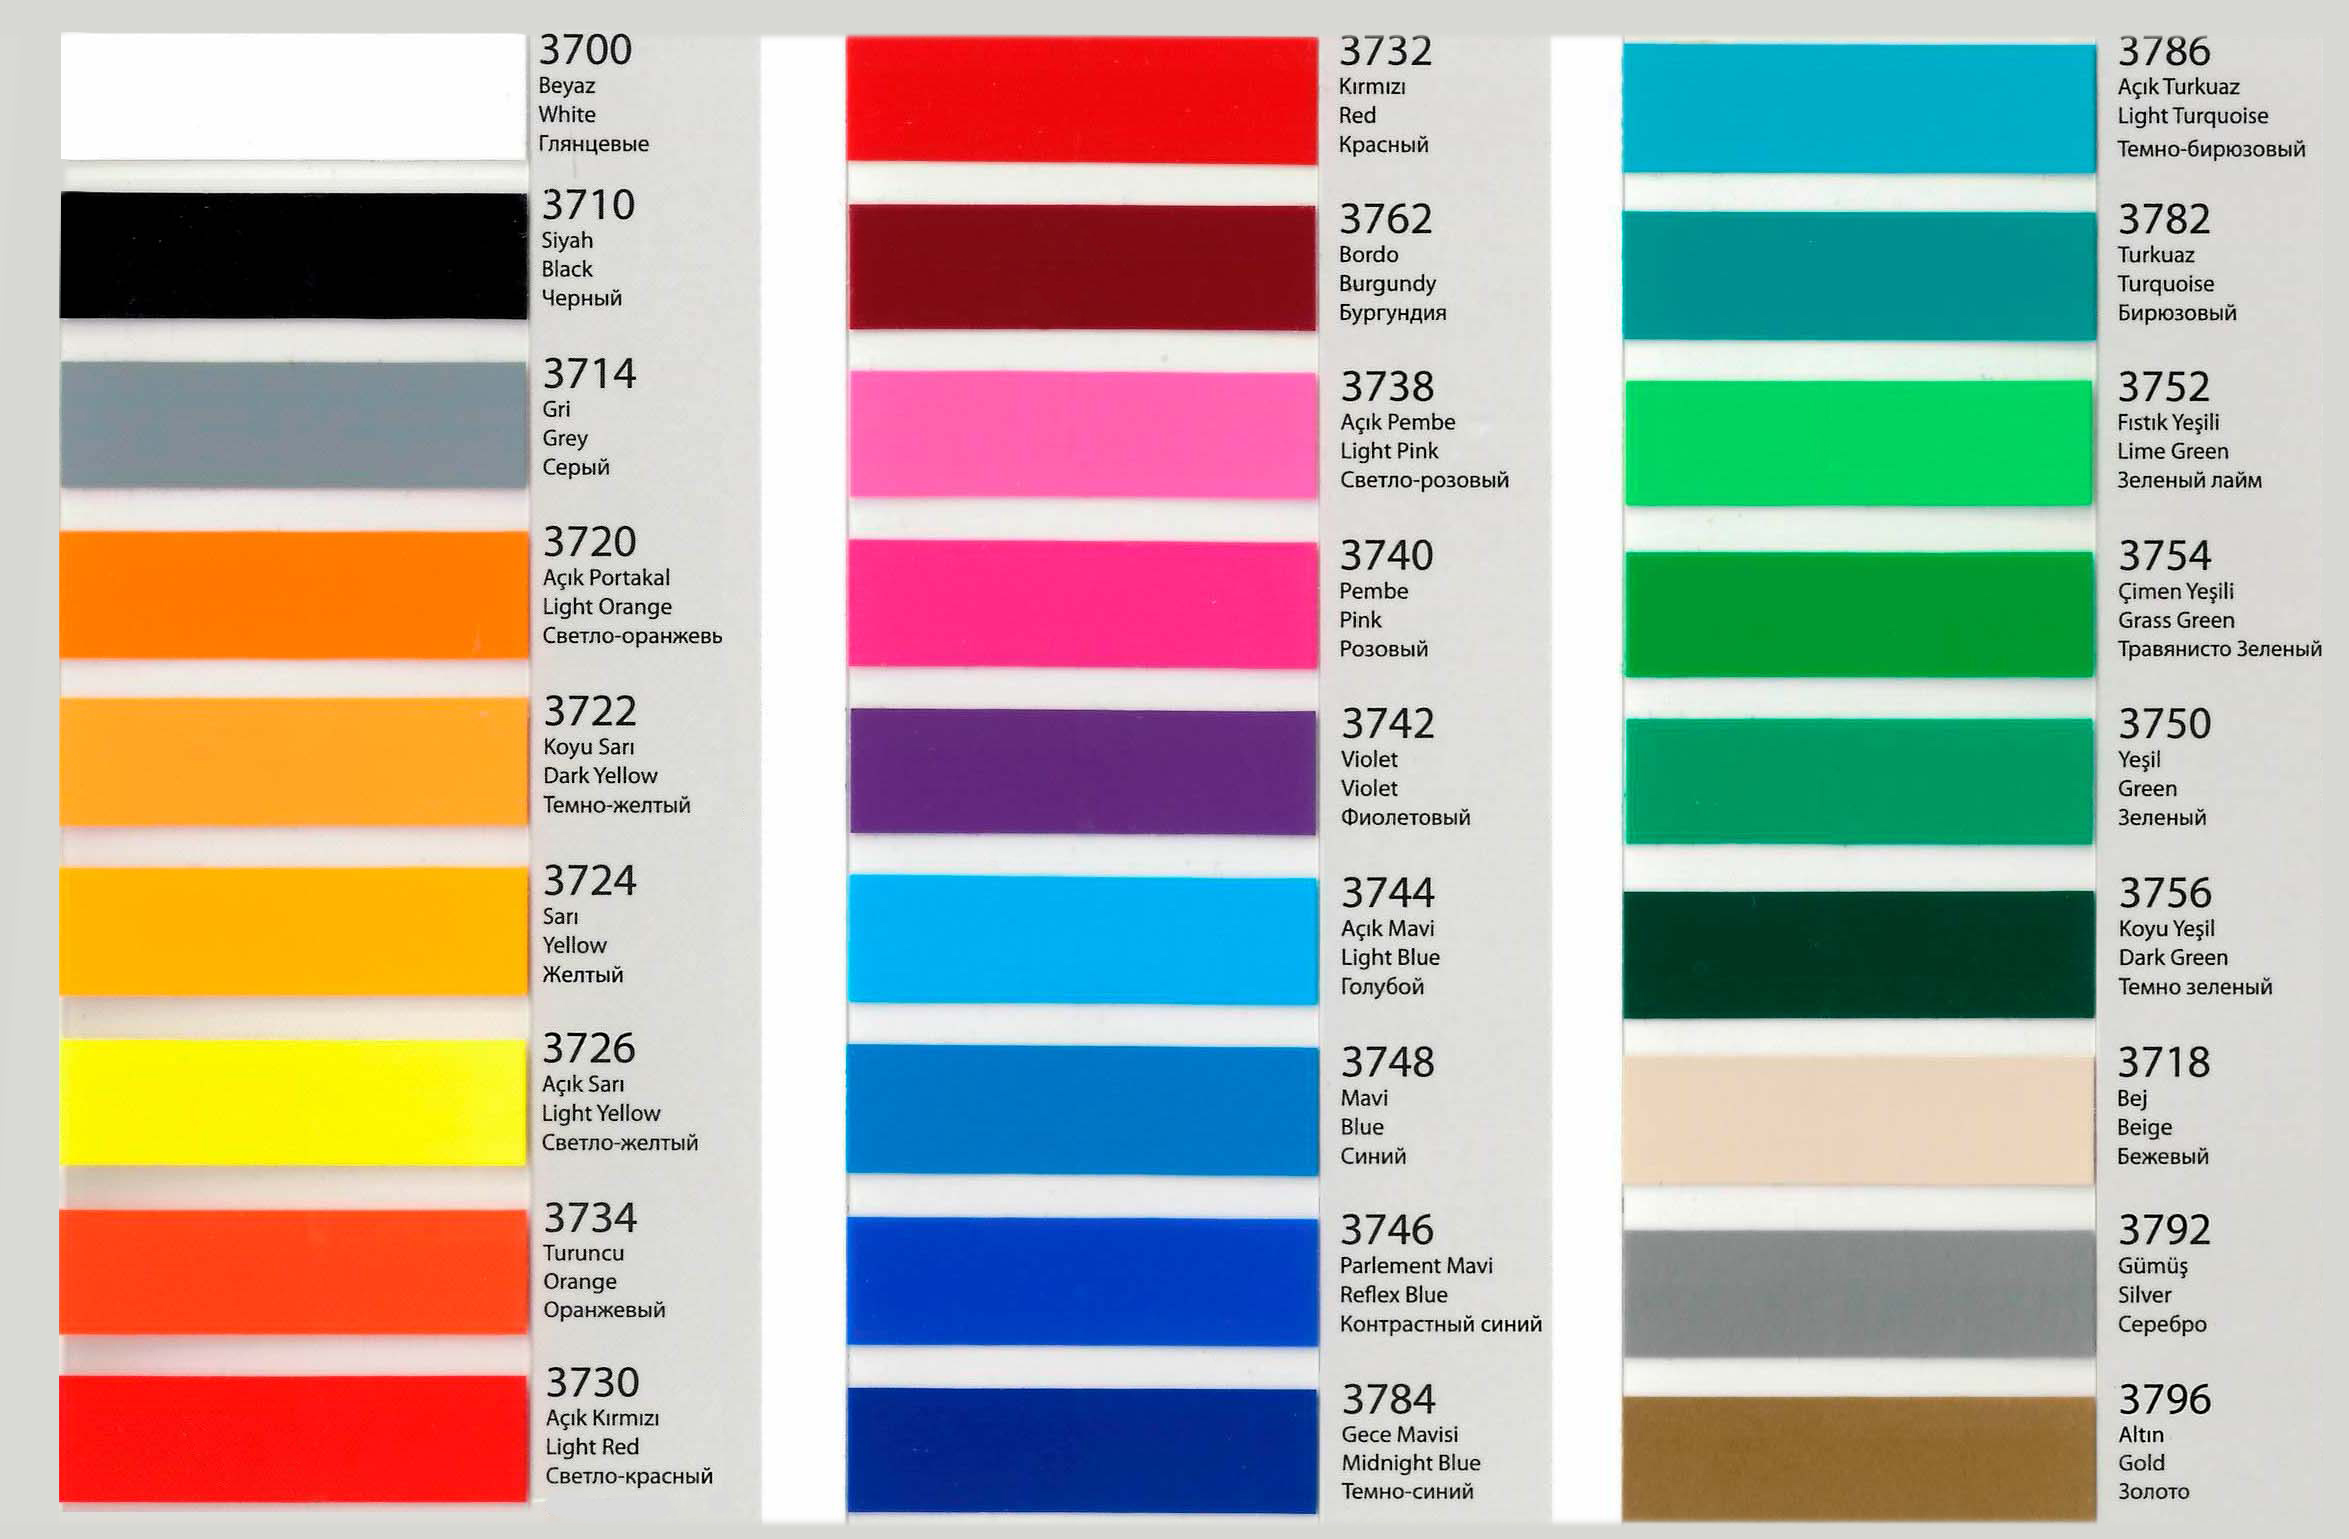 3700
Beyaz
White
Глянцевые
3710
Siyah
Black
Черный
3714
Gri
Grey
Серый
3720
Açık Portakal
Light Orange
Светло-оранжевь
3722
Koyu Sarı
Dark Yellow
Темно-желтый
3724
Sarı
Yellow
Желтый
3726
Açık Sarı
Light Yellow
Светло-желтый
3734
Turuncu
Orange
Оранжевый
3730
Açık Kırmızı
Light Red
Светло-красный
3732
Kırmızı
Red
Красный
3762
Bordo
Burgundy
Бургундия
3738
Açık Pembe
Light Pink
Светло-розовый
3740
Pembe
Pink
Розовый
3742
Violet
Violet
Фиолетовый
3744
Açık Mavi
Light Blue
Голубой
3748
Mavi
Blue
Синий
3746
Parlement Mavi
Reflex Blue
Контрастный синий
3784
Gece Mavisi
Midnight Blue
Темно-синий
3786
Açık Turkuaz
Light Turquoise
Темно-бирюзовый
3782
Turkuaz
Turquoise
Бирюзовый
3752
Fıstık Yeşili
Lime Green
Зеленый лайм
3754
Çimen Yeşili
Grass Green
Травянисто Зеленый
3750
Yeşil
Green
Зеленый
3756
Koyu Yeşil
Dark Green
Темно зеленый
3718
Bej
Beige
Бежевый
3792
Gümüş
Silver
Серебро
3796
Altın
Gold
Золото